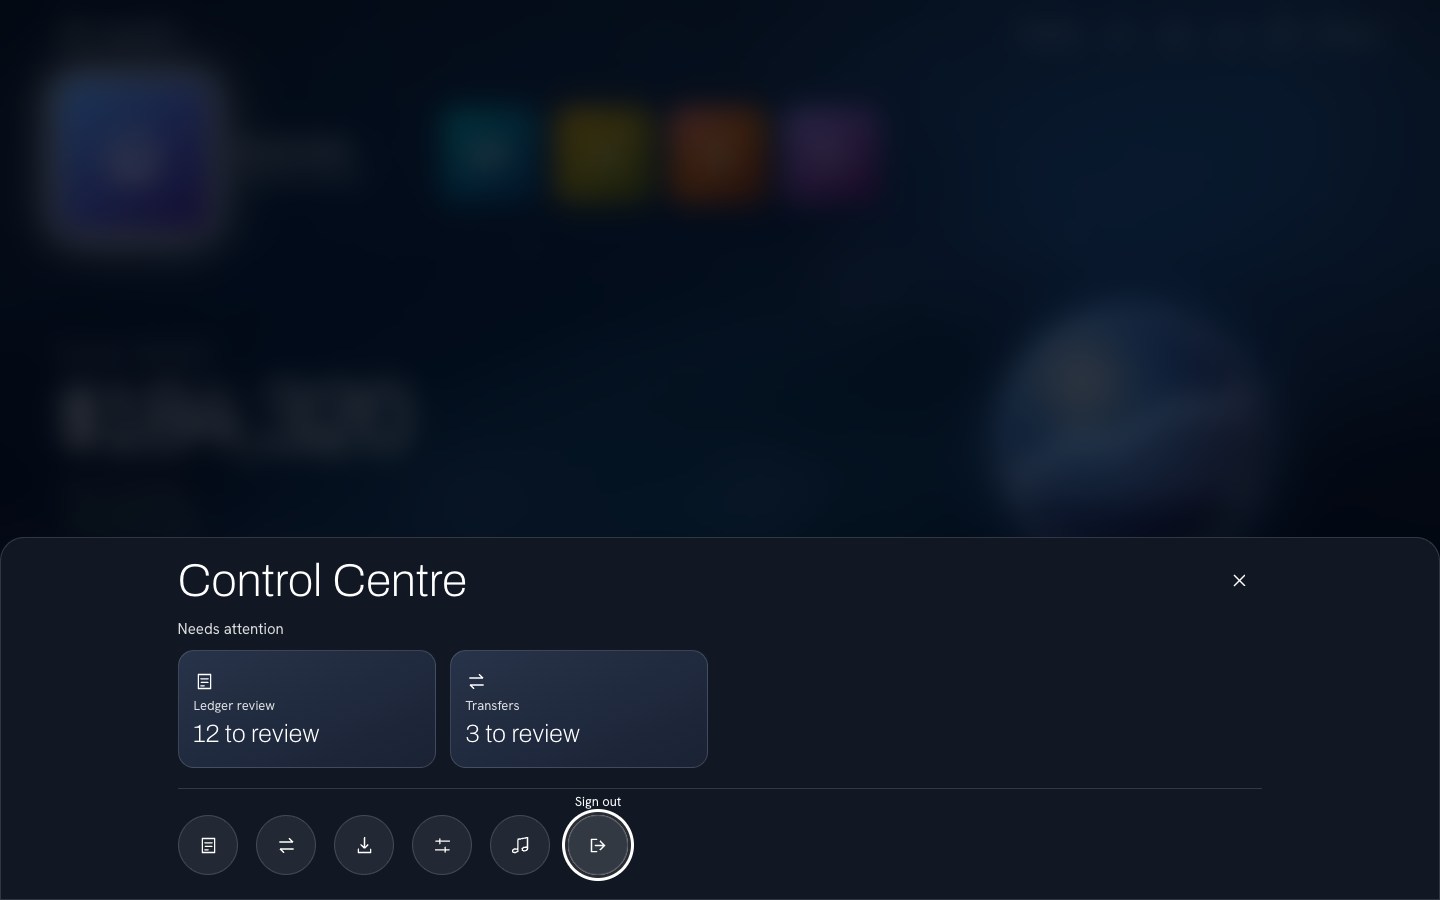 Control Centre
Needs attention
Ledger review
12 to review
Transfers
3 to review
Sign out